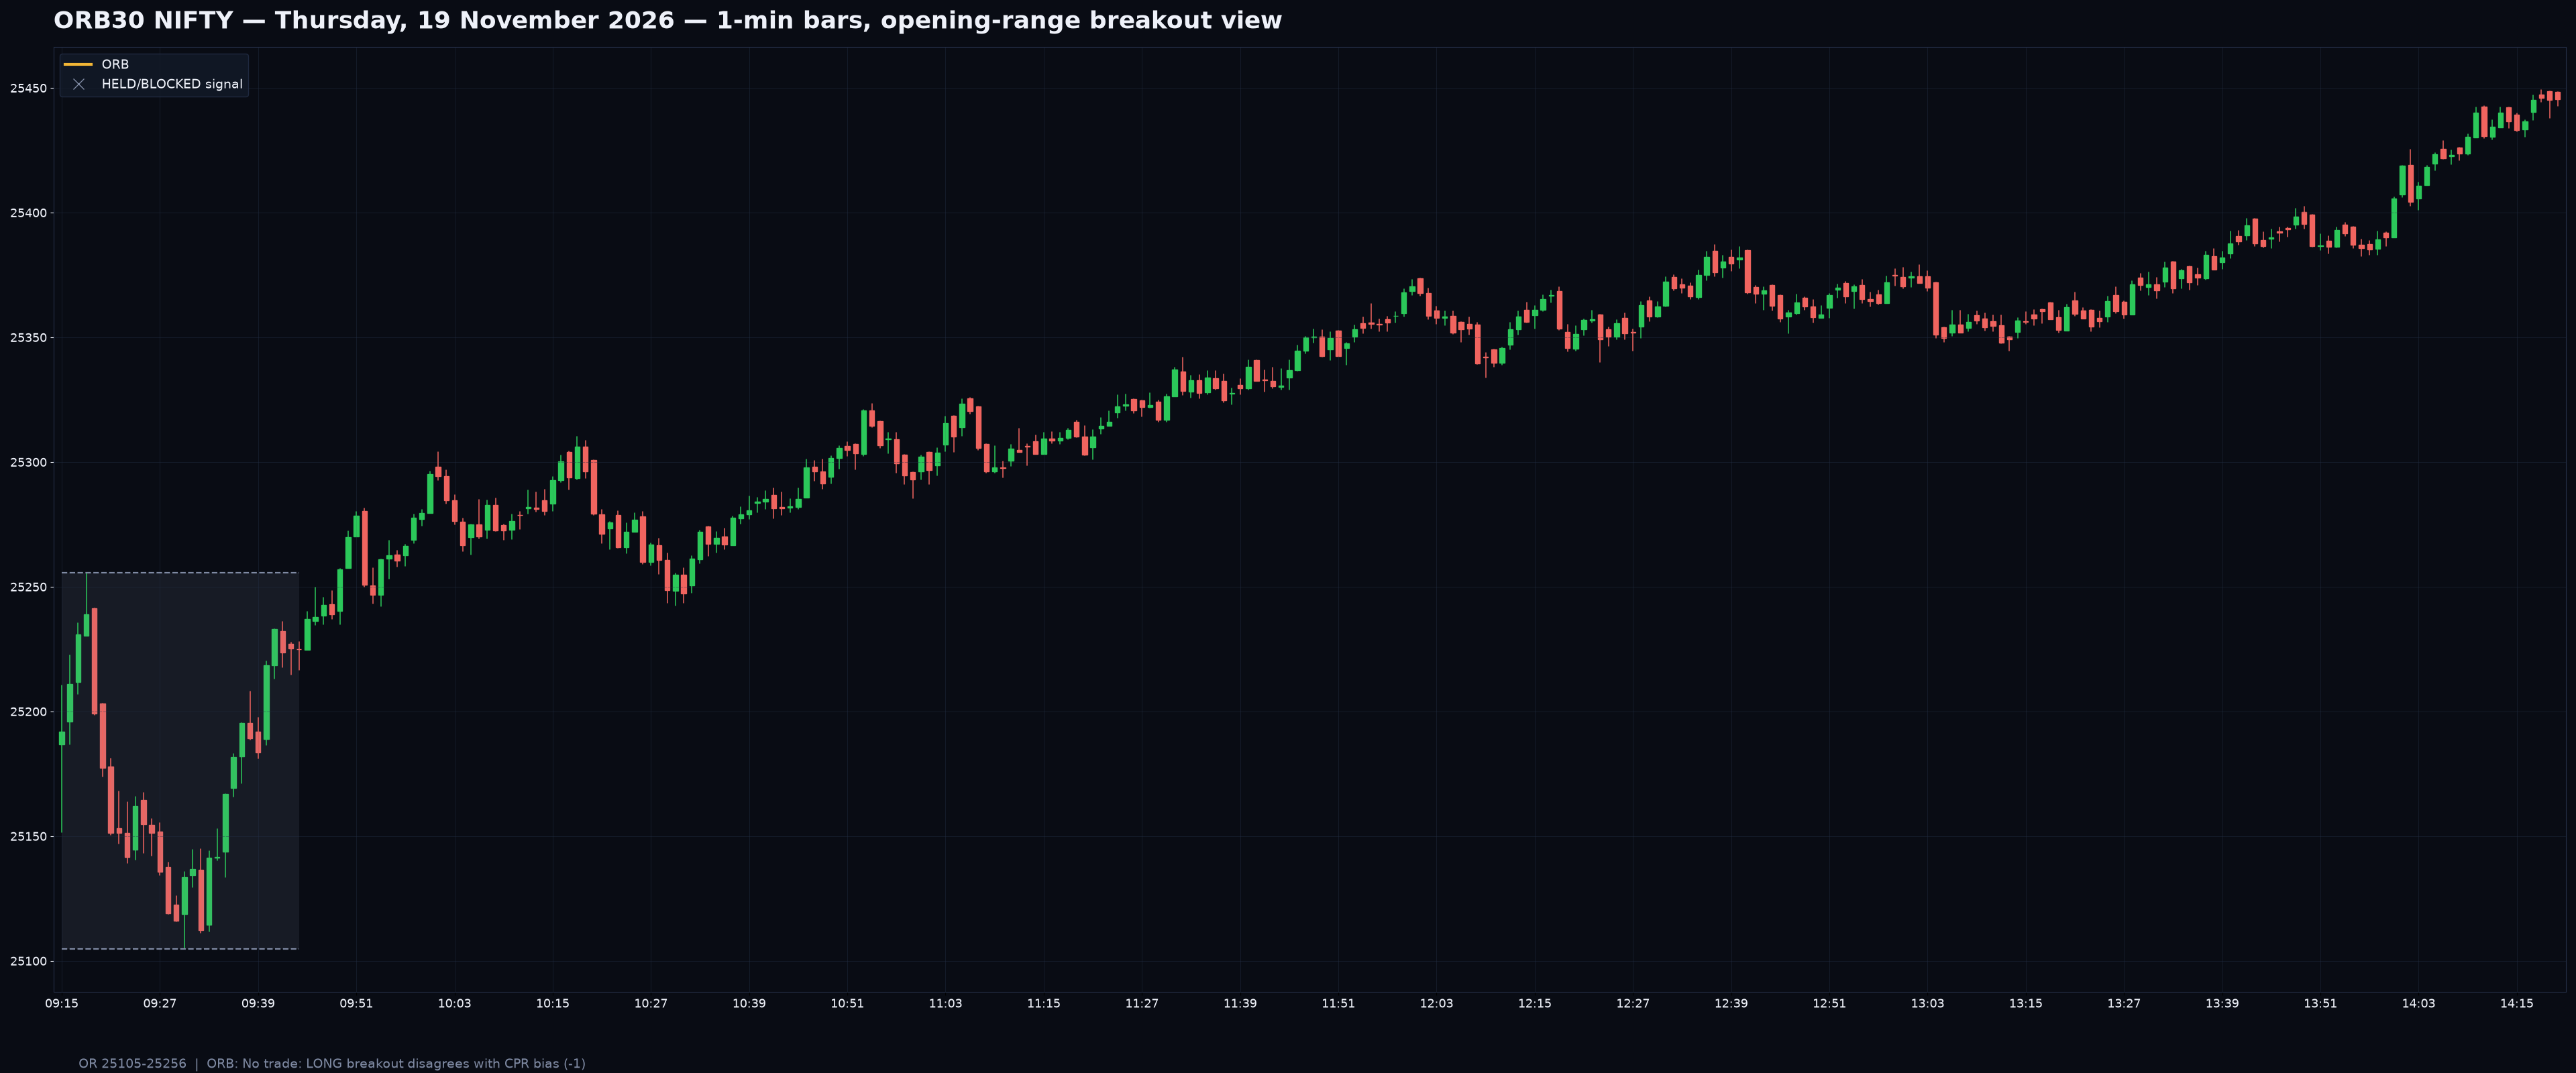 ORB30 NIFTY — Thursday, 19 November 2026 — 1-min bars, opening-range breakout view
ORB
HELD/BLOCKED signal
25450
25400
25350
25300
25250
25200
25150
25100
09:15 09:27 09:39 09:51 10:03 10:15 10:27 10:39 10:51 11:03 11:15 11:27 11:39 11:51 12:03 12:15 12:27 12:39 12:51 13:03 13:15 13:27 13:39 13:51 14:03 14:15
OR 25105-25256 | ORB: No trade: LONG breakout disagrees with CPR bias (-1)